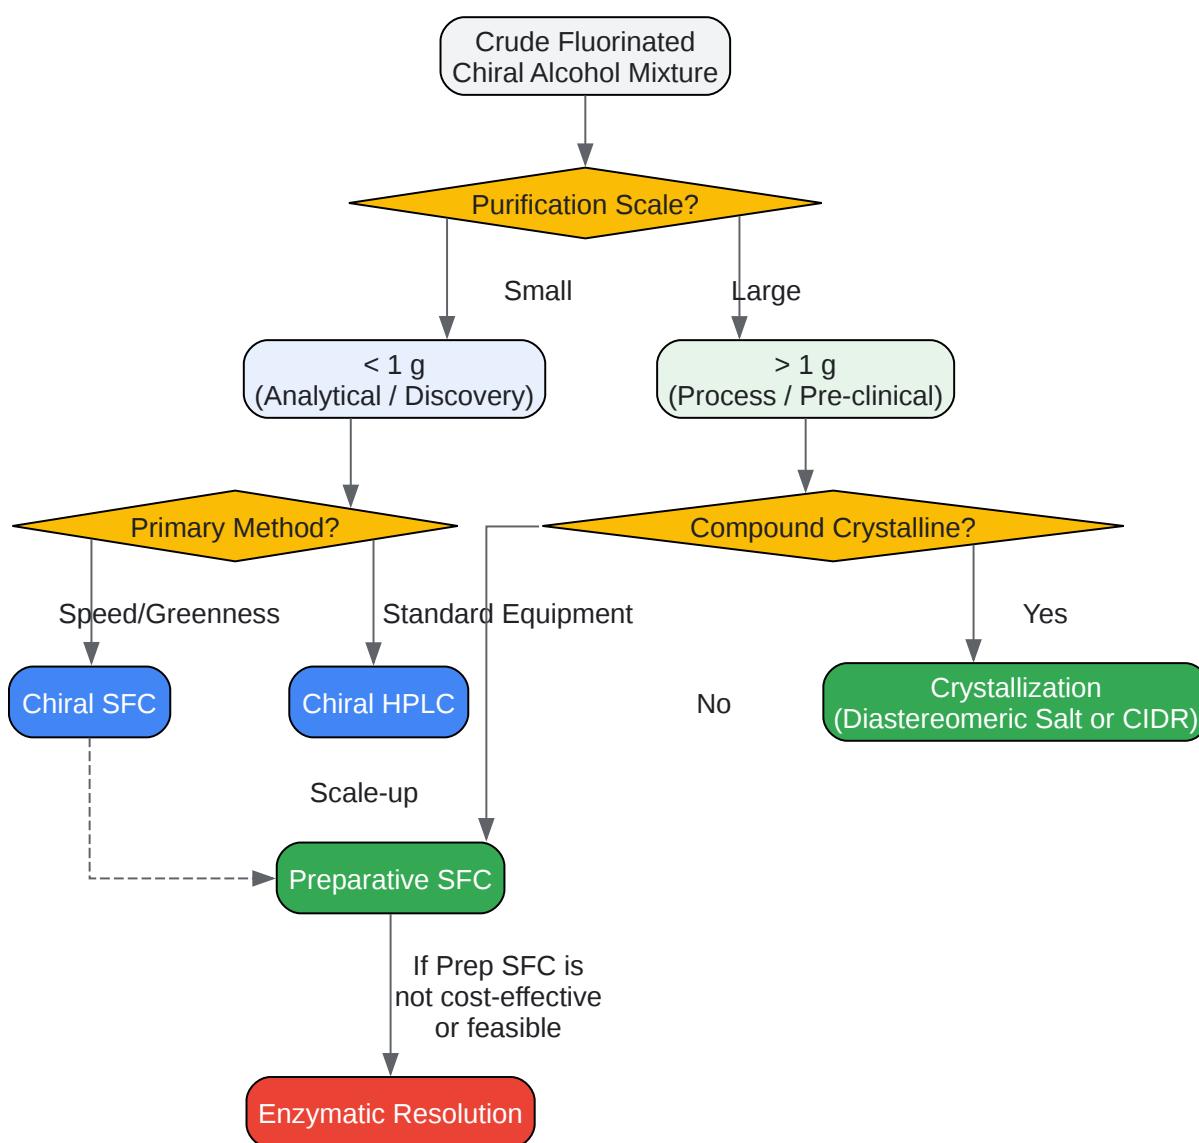 Crude Fluorinated
Chiral Alcohol Mixture
Purification Scale?
Small
Large
< 1 g
(Analytical / Discovery)
> 1 g
(Process / Pre-clinical)
Primary Method?
Compound Crystalline?
Speed/Greenness
Standard Equipment
Yes
Chiral SFC
Chiral HPLC
No
Crystallization
(Diastereomeric Salt or CIDR)
Scale-up
Preparative SFC
If Prep SFC is
not cost-effective
or feasible
Enzymatic Resolution